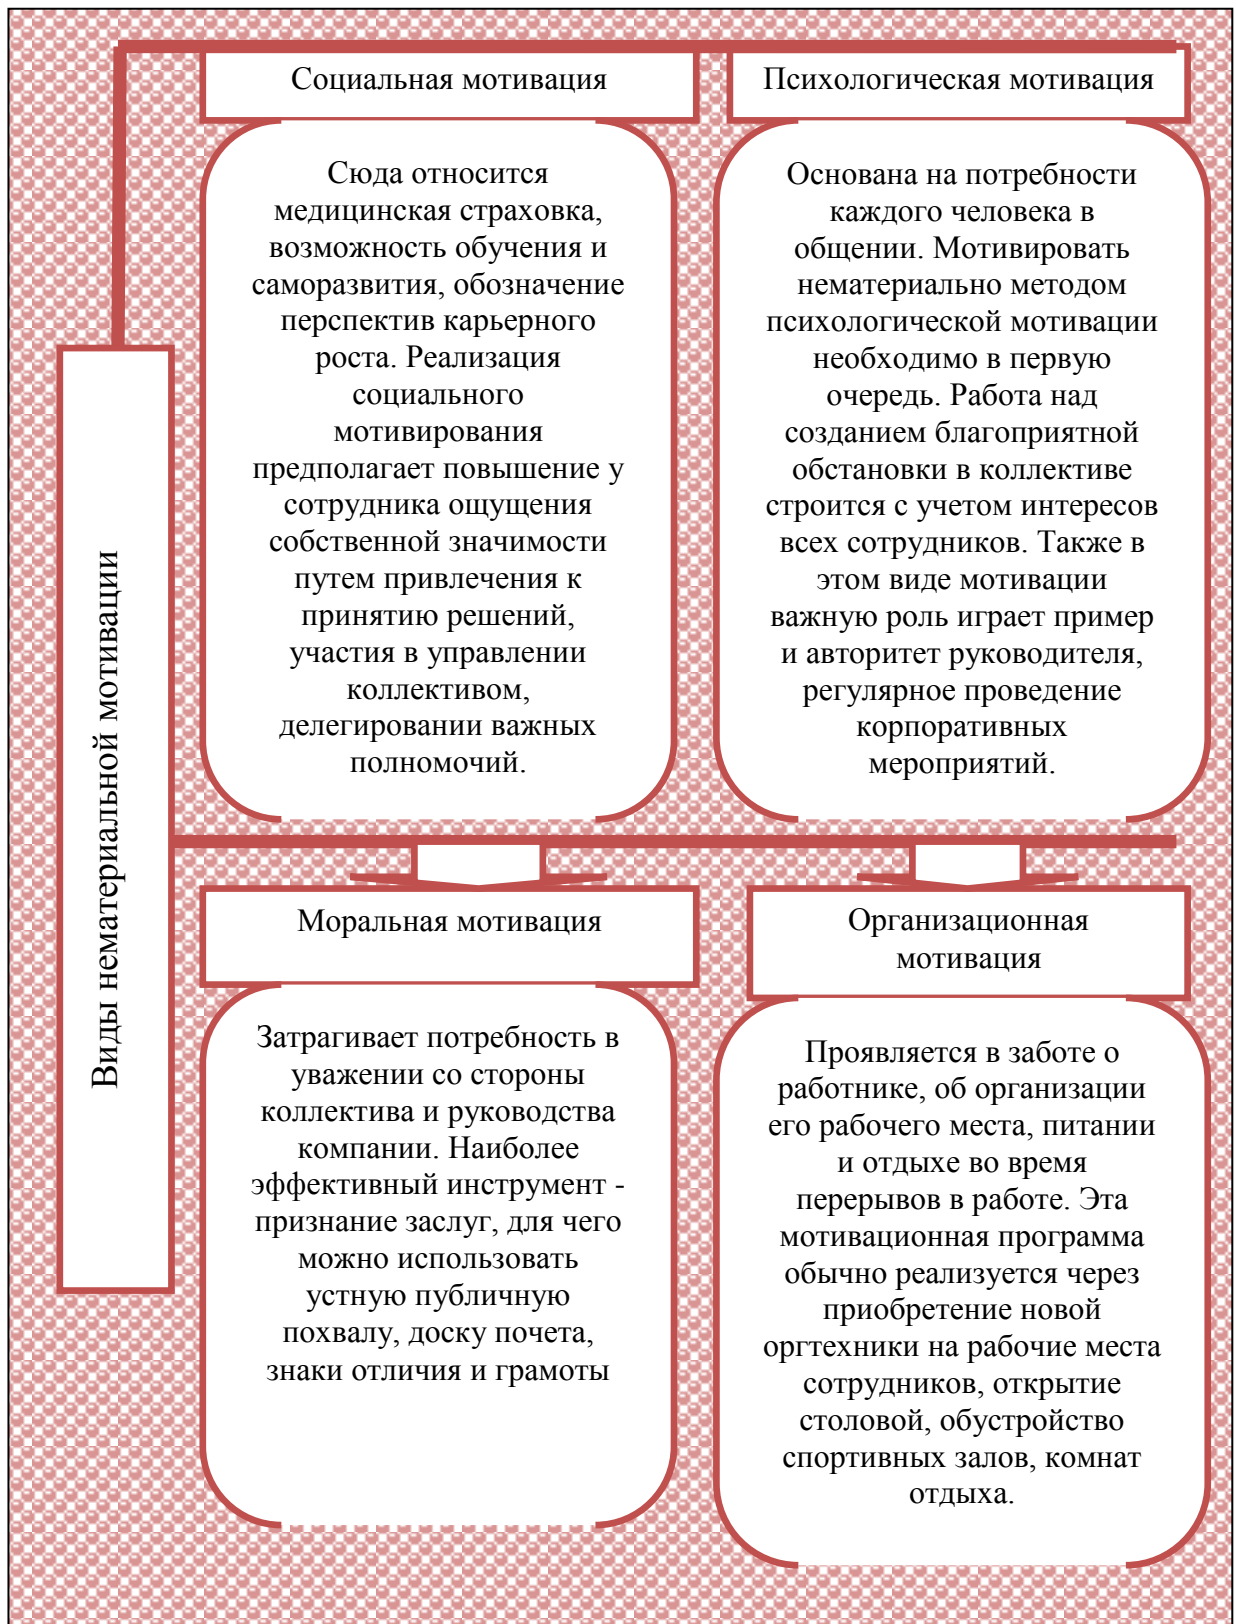 Виды нематериальной мотивации
Социальная мотивация
Сюда относится
медицинская страховка,
возможность обучения и
саморазвития, обозначение
перспектив карьерного
роста. Реализация
социального
мотивирования
предполагает повышение у
сотрудника ощущения
собственной значимости
путем привлечения к
принятию решений,
участия в управлении
коллективом,
делегировании важных
полномочий.
Психологическая мотивация
Основана на потребности
каждого человека в
общении. Мотивировать
нематериально методом
психологической мотивации
необходимо в первую
очередь. Работа над
созданием благоприятной
обстановки в коллективе
строится с учетом интересов
всех сотрудников. Также в
этом виде мотивации
важную роль играет пример
и авторитет руководителя,
регулярное проведение
корпоративных
мероприятий.
Моральная мотивация
Затрагивает потребность в
уважении со стороны
коллектива и руководства
компании. Наиболее
эффективный инструмент -
признание заслуг, для чего
можно использовать
устную публичную
похвалу, доску почета,
знаки отличия и грамоты
Организационная
мотивация
Проявляется в заботе о
работнике, об организации
его рабочего места, питании
и отдыхе во время
перерывов в работе. Эта
мотивационная программа
обычно реализуется через
приобретение новой
оргтехники на рабочие места
сотрудников, открытие
столовой, обустройство
спортивных залов, комнат
отдыха.